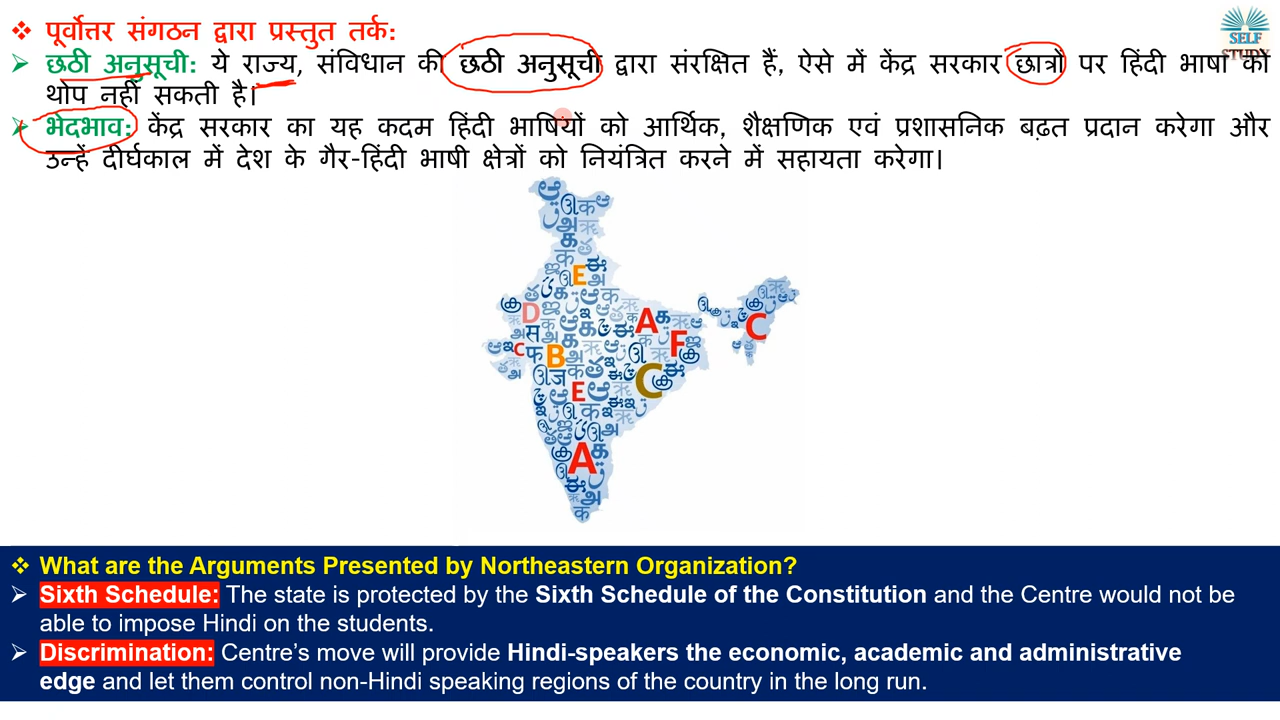 ❖ पूर्वोत्तर संगठन द्वारा प्रस्तुत तर्क:
SELF
STUDY
➢ छठी अनुसूची: ये राज्य, संविधान की छठी अनुसूची द्वारा संरक्षित हैं, ऐसे में केंद्र सरकार छात्रों पर हिंदी भाषा को
थोप नहीं सकती है।
➢ भेदभाव: केंद्र सरकार का यह कदम हिंदी भाषियों को आर्थिक, शैक्षणिक एवं प्रशासनिक बढ़त प्रदान करेगा और
उन्हें दीर्घकाल में देश के गैर-हिंदी भाषी क्षेत्रों को नियंत्रित करने में सहायता करेगा।
E
D
A
C
C
B
F
E
C
A
❖ What are the Arguments Presented by Northeastern Organization?
➢ Sixth Schedule: The state is protected by the Sixth Schedule of the Constitution and the Centre would not be
able to impose Hindi on the students.
➢ Discrimination: Centre's move will provide Hindi-speakers the economic, academic and administrative
edge and let them control non-Hindi speaking regions of the country in the long run.